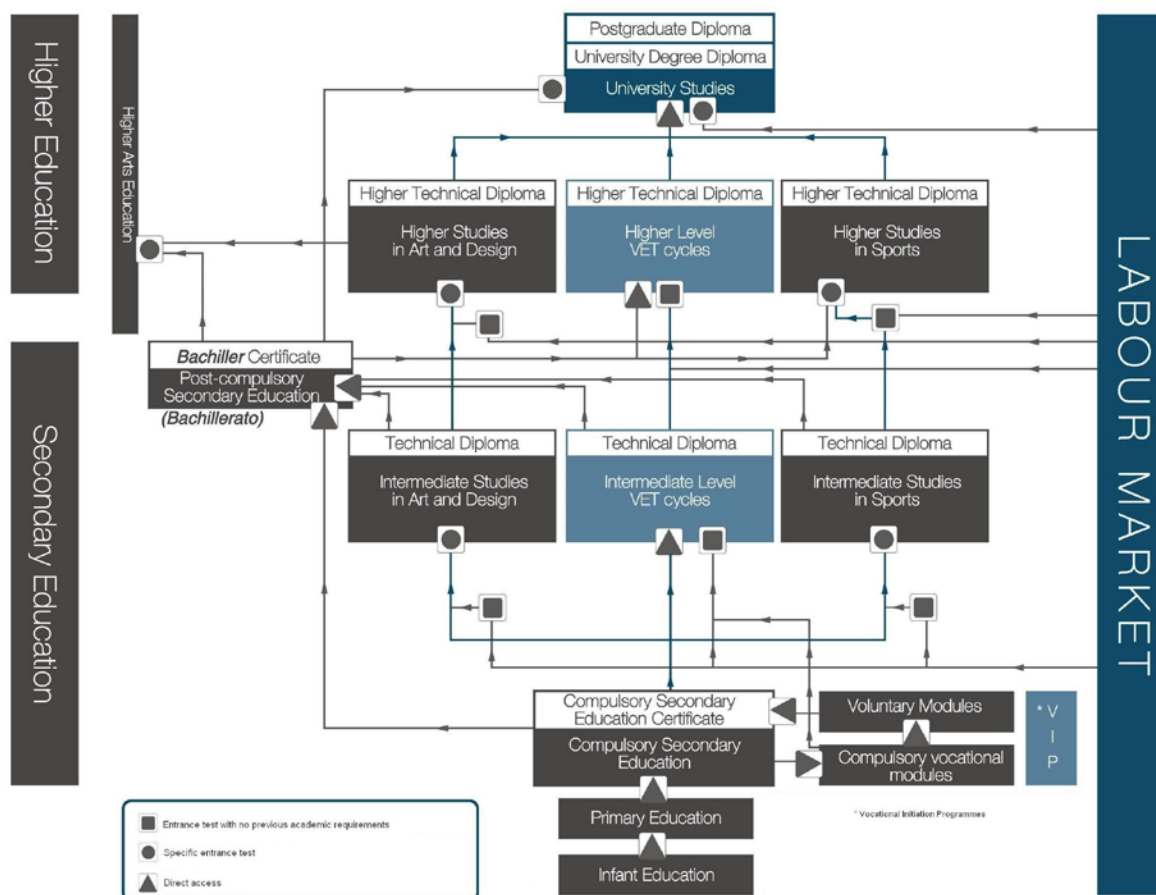 Higher Education
Higher Arts Education
Postgraduate Diploma
University Degree Diploma
University Studies
Higher Technical Diploma
Higher Studies
in Art and Design
Higher Technical Diploma
Higher Level
VET cycles
Higher Technical Diploma
Higher Studies
in Sports
LABOUR MARKET
Secondary Education
Bachiller Certificate
Post-compulsory
Secondary Education
(Bachillerato)
Technical Diploma
Intermediate Studies
in Art and Design
Technical Diploma
Intermediate Level
VET cycles
Technical Diploma
Intermediate Studies
in Sports
Compulsory Secondary
Education Certificate
Compulsory Secondary
Education
Voluntary Modules
Compulsory vocational
modules
* V
I
P
Primary Education
Infant Education
* Vocational Initiation Programmes
Entrance test with no previous academic requirements
Specific entrance test
Direct access